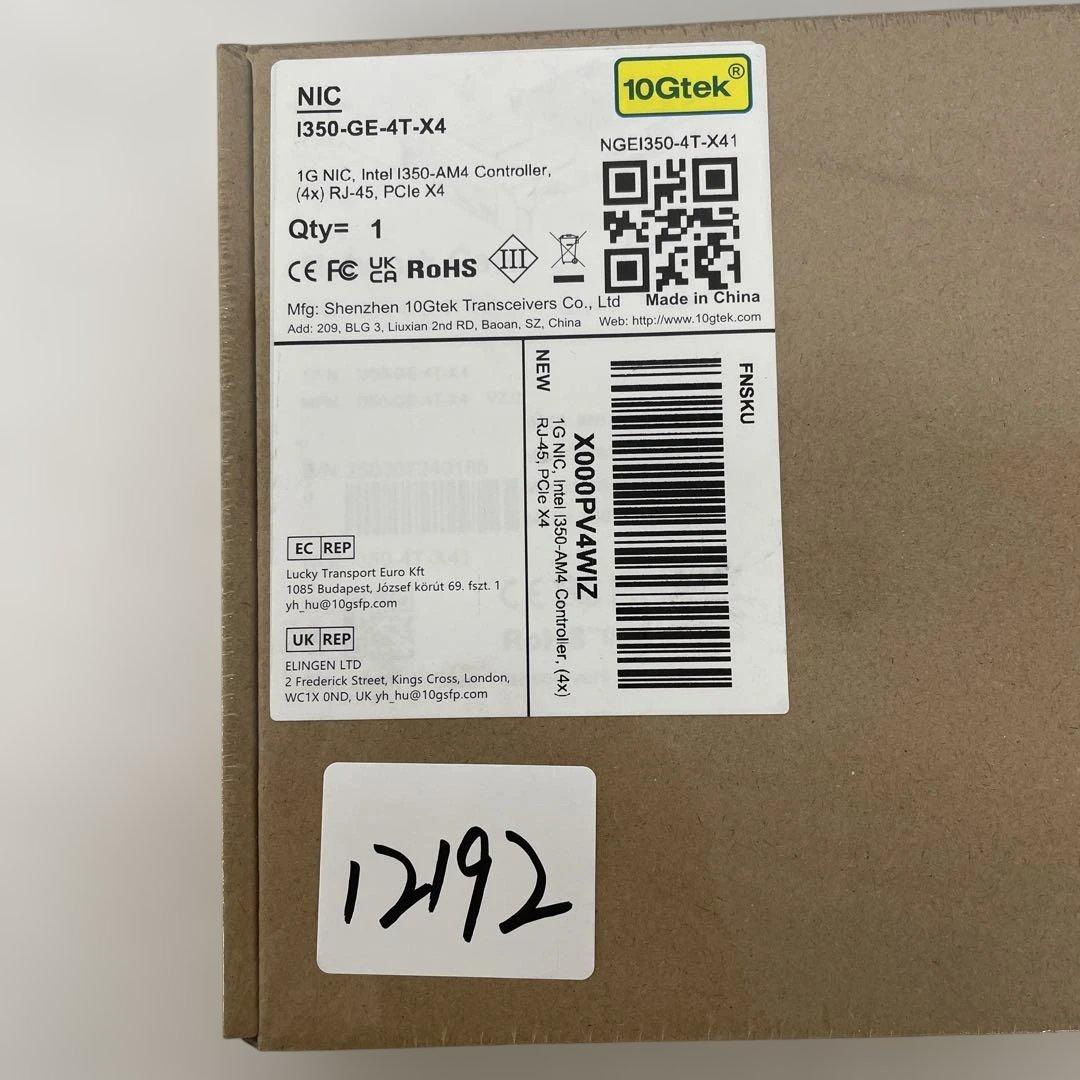 NIC
I350-GE-4T-X4
10Gtek®
NGEI350-4T-X41
1G NIC, Intel I350-AM4 Controller,
(4x) RJ-45, PCIe X4
Qty= 1
CE FC UK CA RoHS III
Mfg: Shenzhen 10Gtek Transceivers Co., Ltd
Made in China
Add: 209, BLG 3, Liuxian 2nd RD, Baoan, SZ, China
Web: http://www.10gtek.com
EC REP
Lucky Transport Euro Kft
1085 Budapest, József körút 69. fszt. 1
yh_hu@10gsfp.com
UK REP
ELINGEN LTD
2 Frederick Street, Kings Cross, London,
WC1X 0ND, UK yh_hu@10gsfp.com
FNSKU
X000PV4WIZ
NEW
1G NIC, Intel I350-AM4 Controller, (4x)
RJ-45, PCIe X4
12192